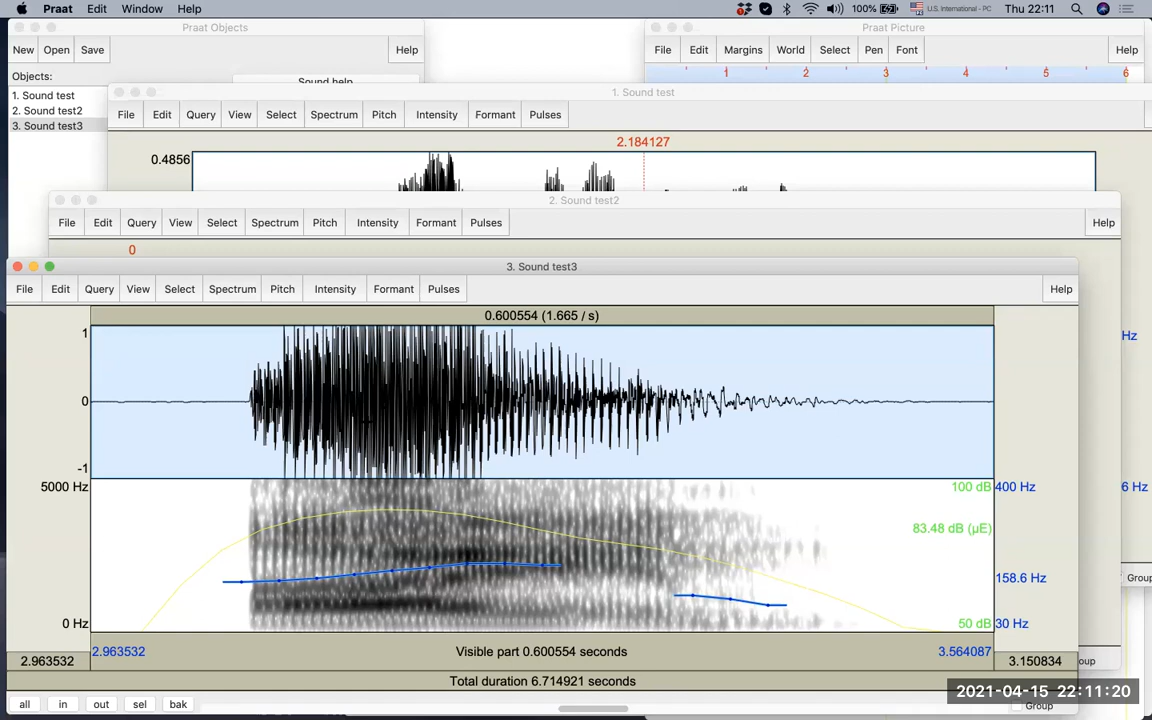 Praat Edit Window Help 100% U.S. International - PC Thu 22:11
Praat Objects
Praat Picture
New Open Save Help
File Edit Margins World Select Pen Font Help
Objects:
Sound help
1 2 3 4 5 6
1. Sound test
2. Sound test2
3. Sound test3
1. Sound test
File Edit Query View Select Spectrum Pitch Intensity Formant Pulses
2.184127
0.4856
2. Sound test2
File Edit Query View Select Spectrum Pitch Intensity Formant Pulses Help
0
3. Sound test3
File Edit Query View Select Spectrum Pitch Intensity Formant Pulses Help
0.600554 (1.665 / s)
1
Hz
0
-1
5000 Hz 100 dB 400 Hz 6 Hz
83.48 dB (µE)
158.6 Hz Group
0 Hz 50 dB 30 Hz
2.963532 Visible part 0.600554 seconds 3.564087
2.963532 3.150834 oup
Total duration 6.714921 seconds
2021-04-15 22:11:20
all in out sel bak Group